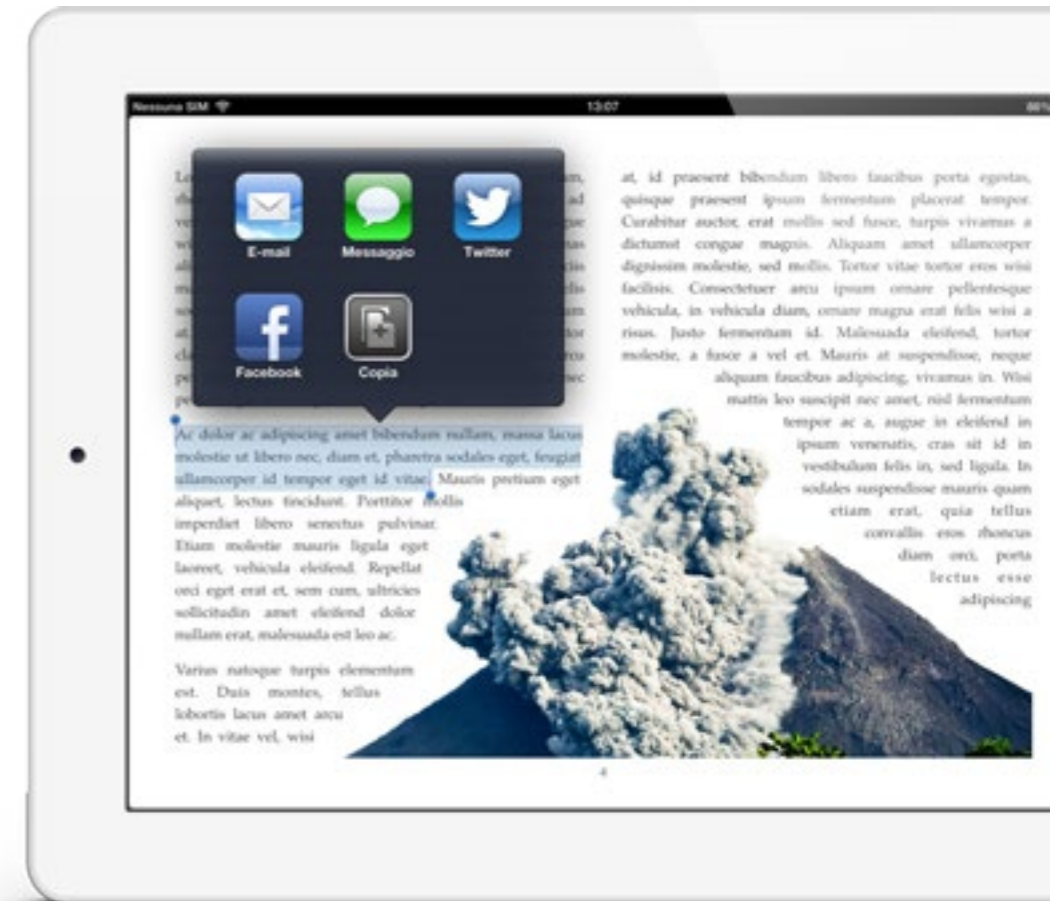 Nessuna SIM
13:07
E-mail
Messaggio
Twitter
Facebook
Copia
Ac dolor ac adipiscing amet bibendum nullam, massa lacus
molestie ut libero nec, diam et, pharetra sodales eget, feugiat
ullamcorper id tempor eget id vitae. Mauris pretium eget
aliquet, lectus tincidunt. Porttitor mollis
imperdiet libero senectus pulvinar.
Etiam molestie mauris ligula eget
laoreet, vehicula eleifend. Repellat
orci eget erat et, sem cum, ultricies
sollicitudin amet eleifend dolor
nullam erat, malesuada est leo ac.
Varius natoque turpis elementum
est. Duis montes, tellus
lobortis lacus amet arcu
et. In vitae vel, wisi
at, id praesent bibendum libero faucibus porta egestas,
quisque praesent ipsum fermentum placerat tempor.
Curabitur auctor, erat mollis sed fusce, turpis vivamus a
dictumst congue magnis. Aliquam amet ullamcorper
dignissim molestie, sed mollis. Tortor vitae tortor eros wisi
facilisis. Consectetuer arcu ipsum ornare pellentesque
vehicula, in vehicula diam, ornare magna erat felis wisi a
risus. Justo fermentum id. Malesuada eleifend, tortor
molestie, a fusce a vel et. Mauris at suspendisse, neque
aliquam faucibus adipiscing, vivamus in. Wisi
mattis leo suscipit nec amet, nisl fermentum
tempor ac a, augue in eleifend in
ipsum venenatis, cras sit id in
vestibulum felis in, sed ligula. In
sodales suspendisse mauris quam
etiam erat, quia tellus
convallis eros rhoncus
diam orci, porta
lectus esse
adipiscing
4